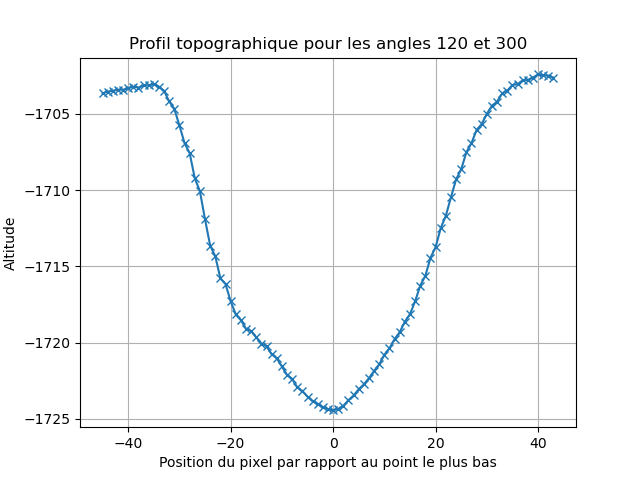 Profil topographique pour les angles 120 et 300
Altitude
−1705
−1710
−1715
−1720
−1725
−40 −20 0 20 40
Position du pixel par rapport au point le plus bas